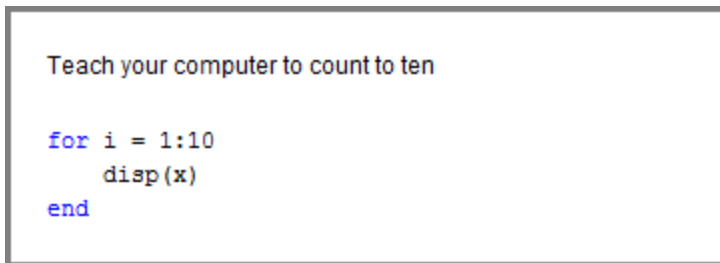 Teach your computer to count to ten
for i = 1:10
    disp(x)
end